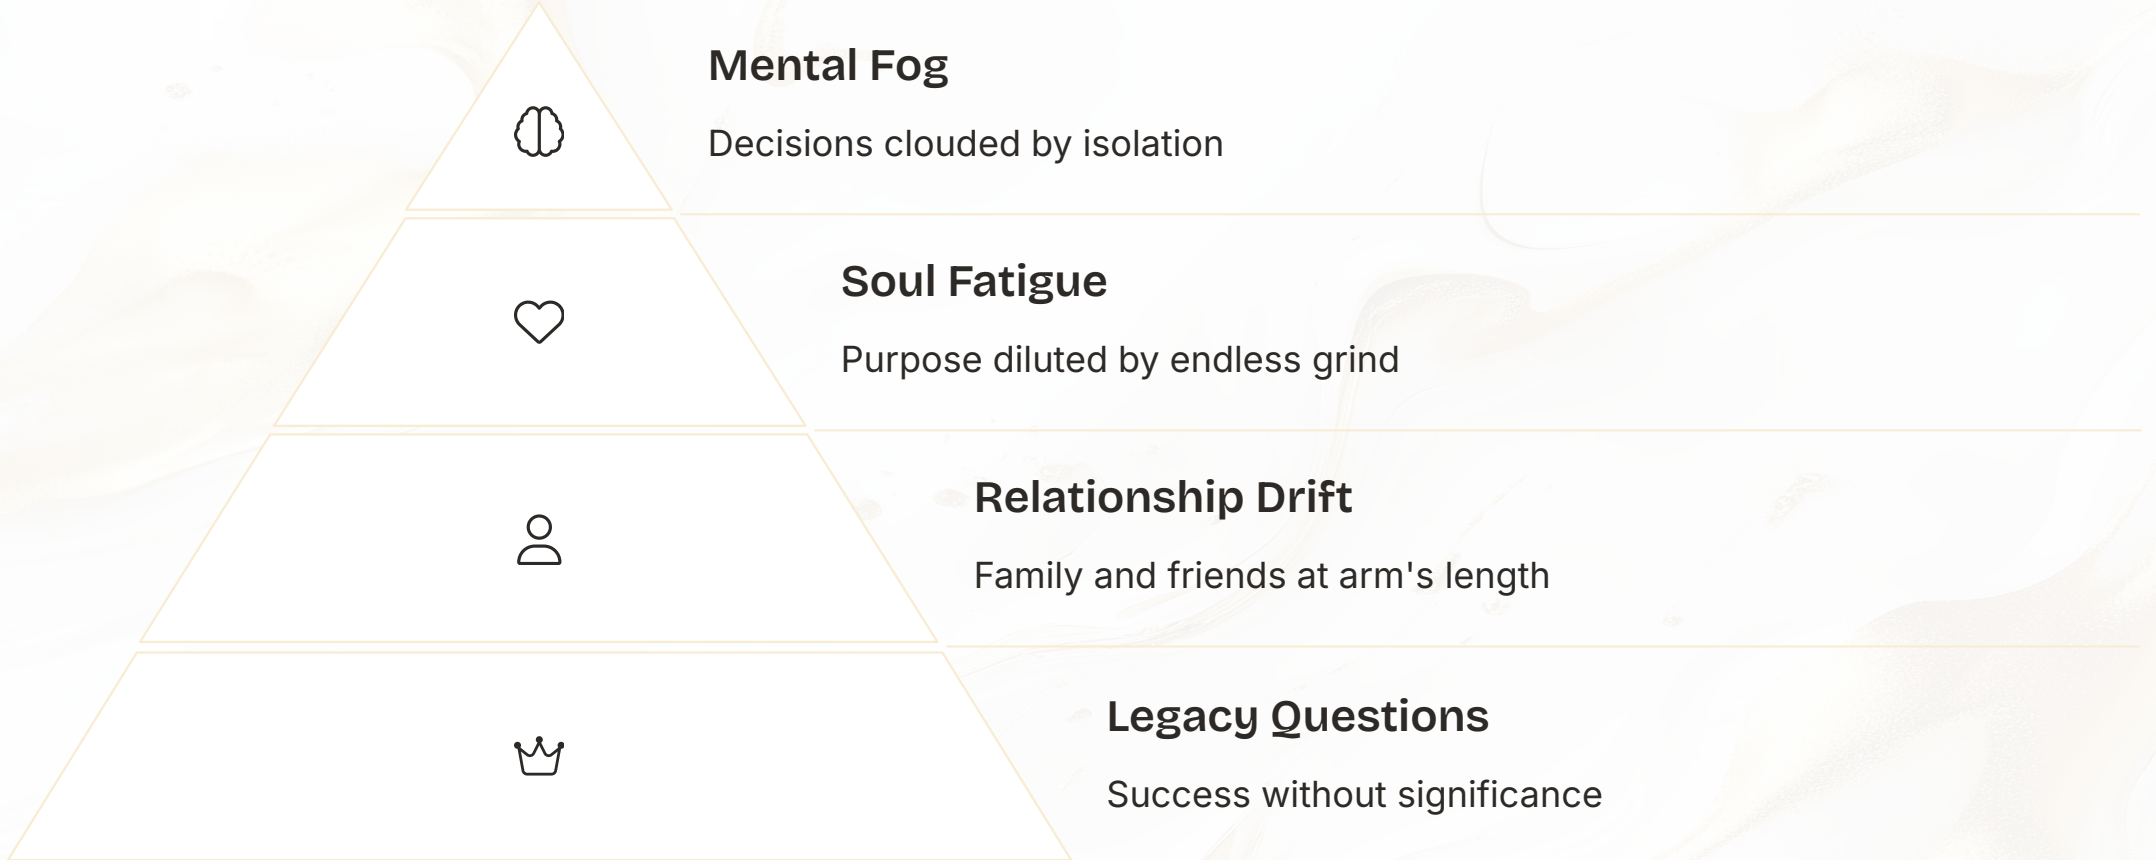 Mental Fog
Decisions clouded by isolation
Soul Fatigue
Purpose diluted by endless grind
Relationship Drift
Family and friends at arm's length
Legacy Questions
Success without significance